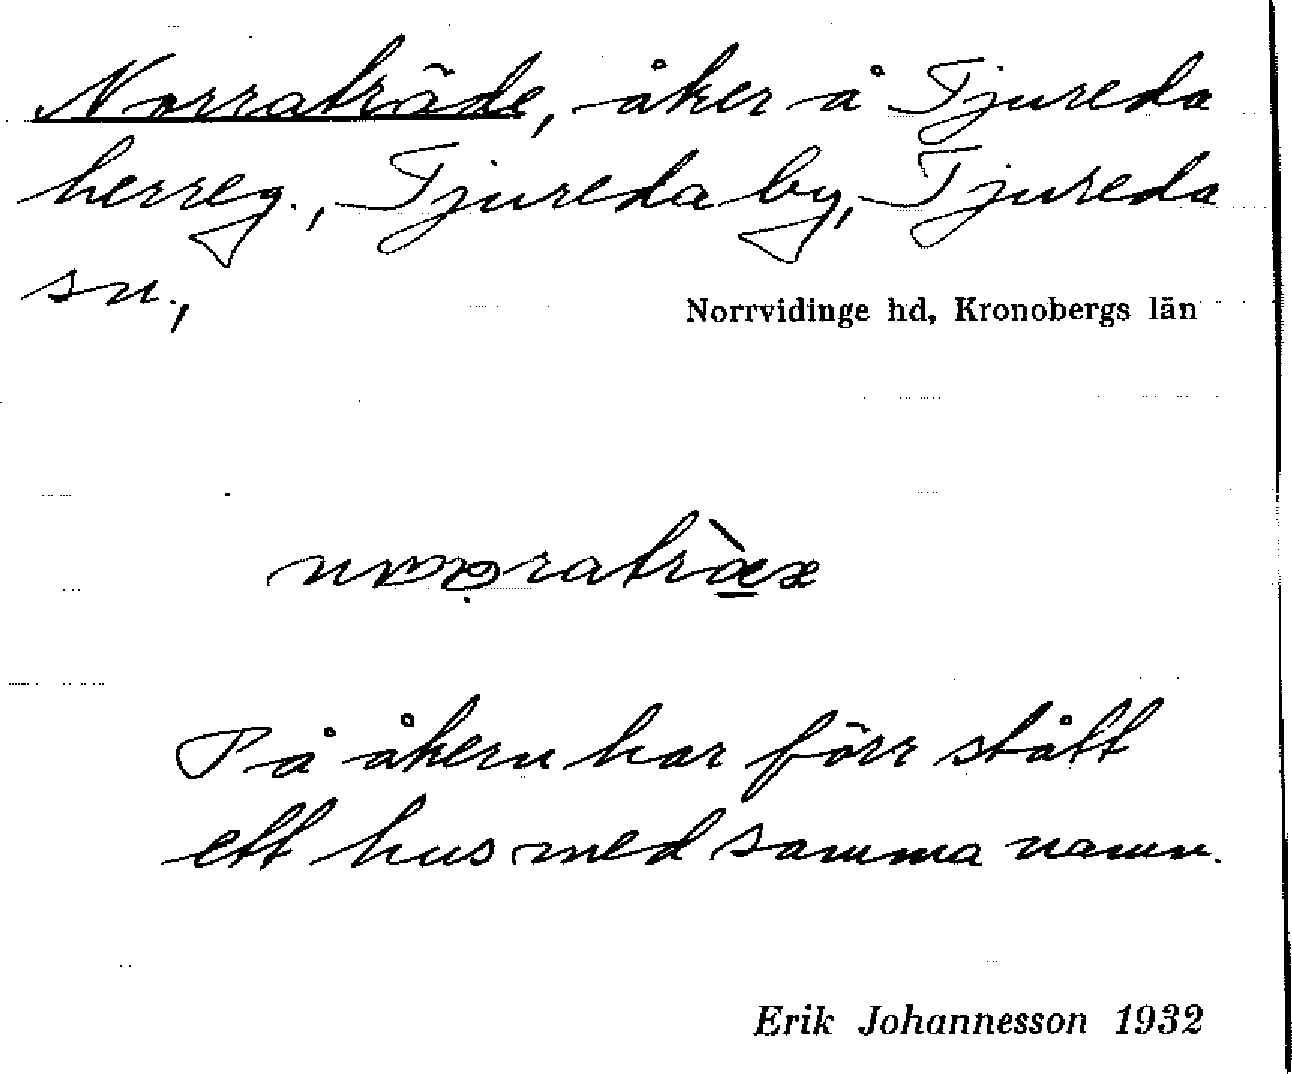 Norraträde, åker å Tjureda
herreg., Tjureda by, Tjureda
sn.,
Norrvidinge hd, Kronobergs län
På åkern har förr stått
ett hus med samma namn.
Erik Johannesson 1932